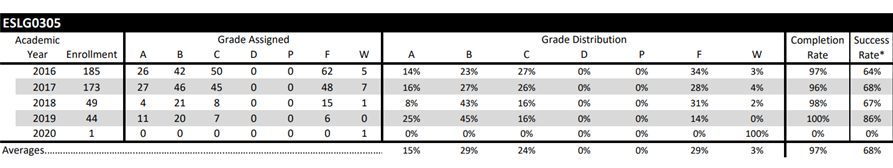 ESLG0305
Academic Grade Assigned Grade Distribution Completion Success
Year Enrollment A B C D P F W A B C D P F W Rate Rate*
2016 185 26 42 50 0 0 62 5 14% 23% 27% 0% 0% 34% 3% 97% 64%
2017 173 27 46 45 0 0 48 7 16% 27% 26% 0% 0% 28% 4% 96% 68%
2018 49 4 21 8 0 0 15 1 8% 43% 16% 0% 0% 31% 2% 98% 67%
2019 44 11 20 7 0 0 6 0 25% 45% 16% 0% 0% 14% 0% 100% 86%
2020 1 0 0 0 0 0 0 1 0% 0% 0% 0% 0% 0% 100% 0% 0%
Averages............................................................ 15% 29% 24% 0% 0% 29% 3% 97% 68%